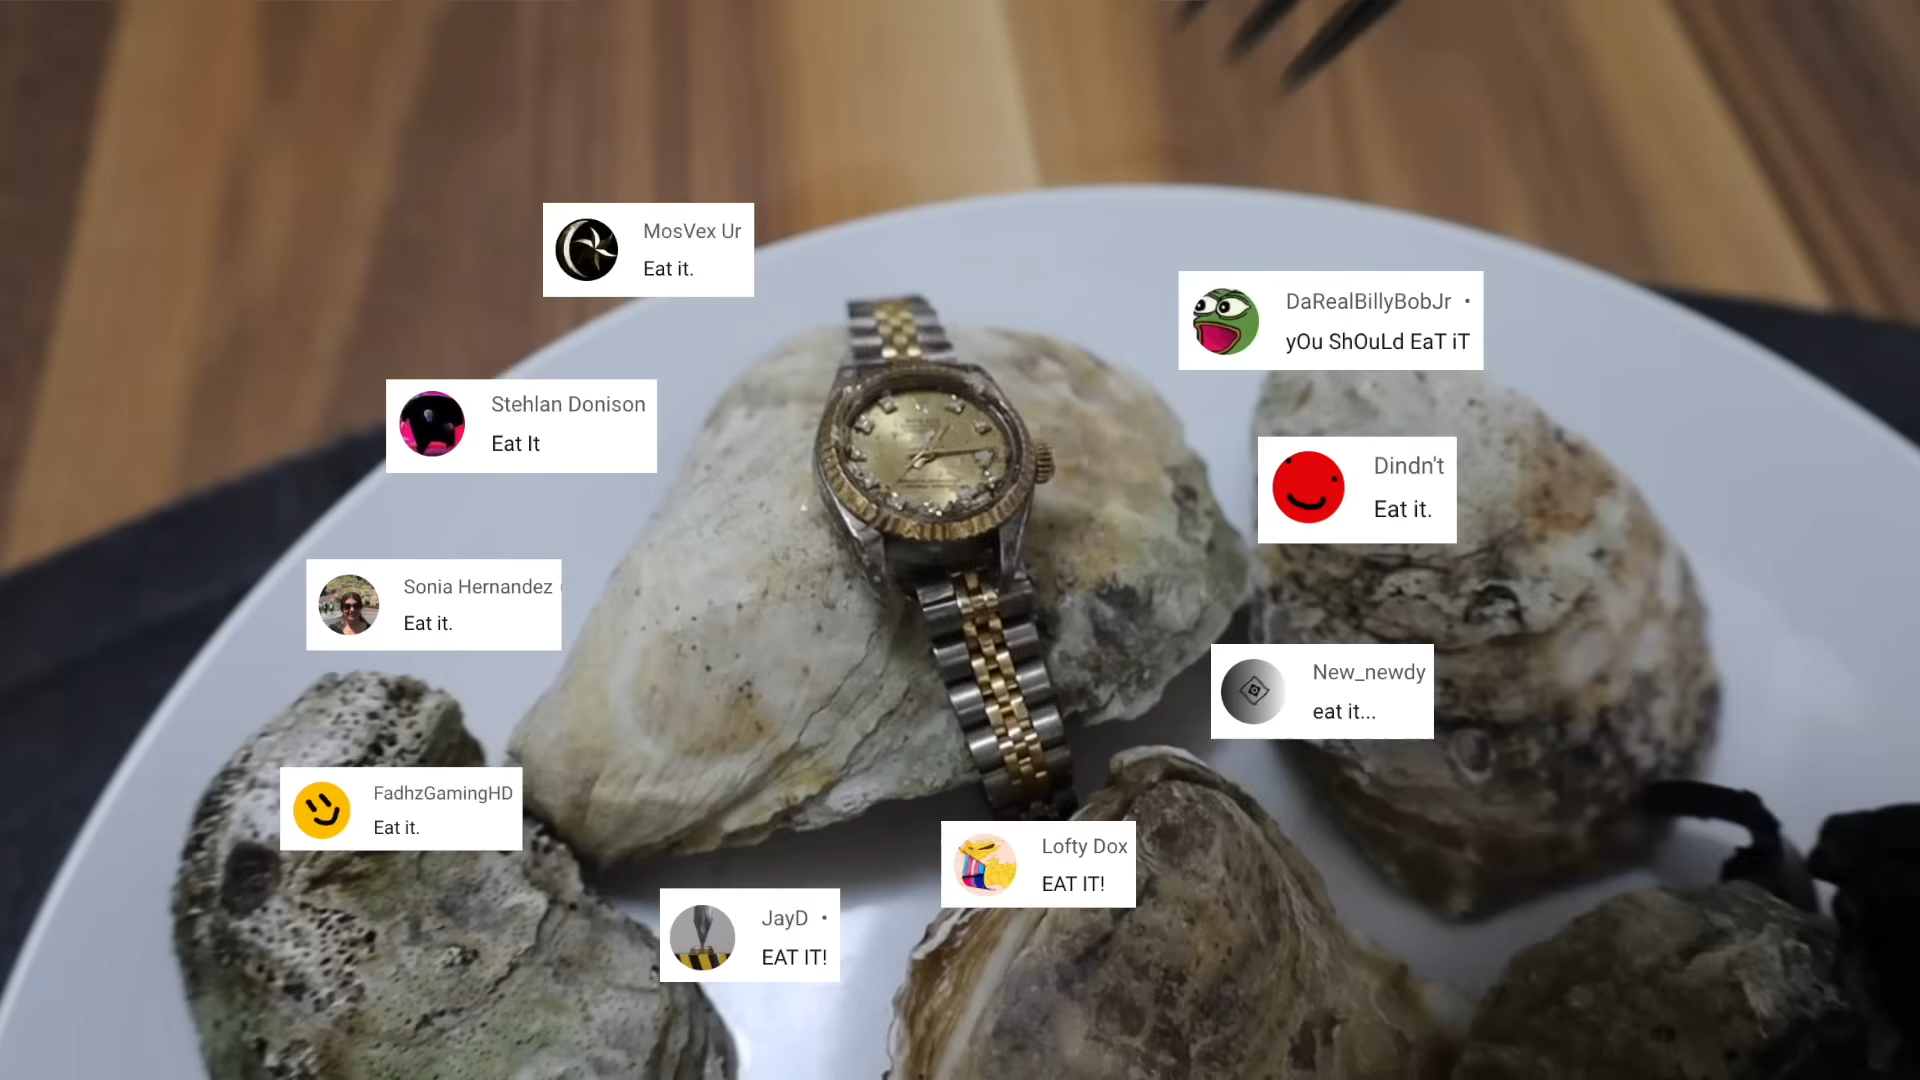 MosVex Ur
Eat it.
DaRealBillyBobJr •
yOu ShOuLd EaT iT
Stehlan Donison
Eat It
Dindn't
Eat it.
Sonia Hernandez
Eat it.
New_newdy
eat it...
FadhzGamingHD
Eat it.
Lofty Dox
EAT IT!
JayD •
EAT IT!